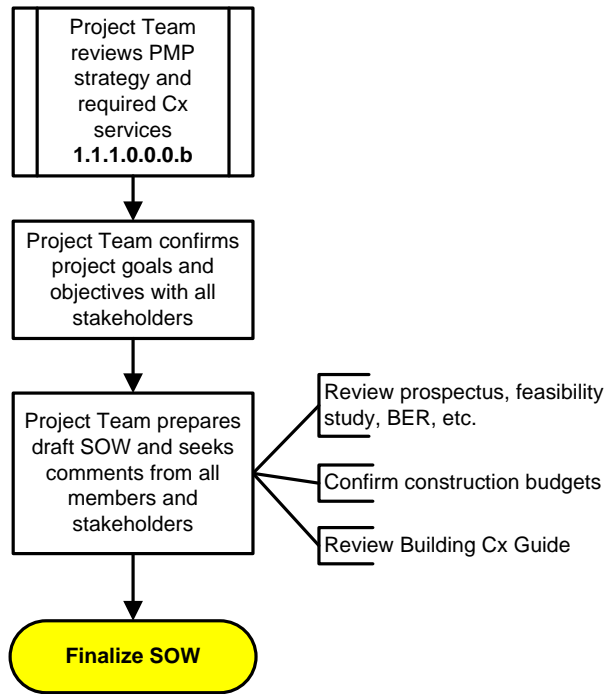 Project Team
reviews PMP
strategy and
required Cx
services
1.1.1.0.0.0.b
Project Team confirms
project goals and
objectives with all
stakeholders
Project Team prepares
draft SOW and seeks
comments from all
members and
stakeholders
Review prospectus, feasibility
study, BER, etc.
Confirm construction budgets
Review Building Cx Guide
Finalize SOW